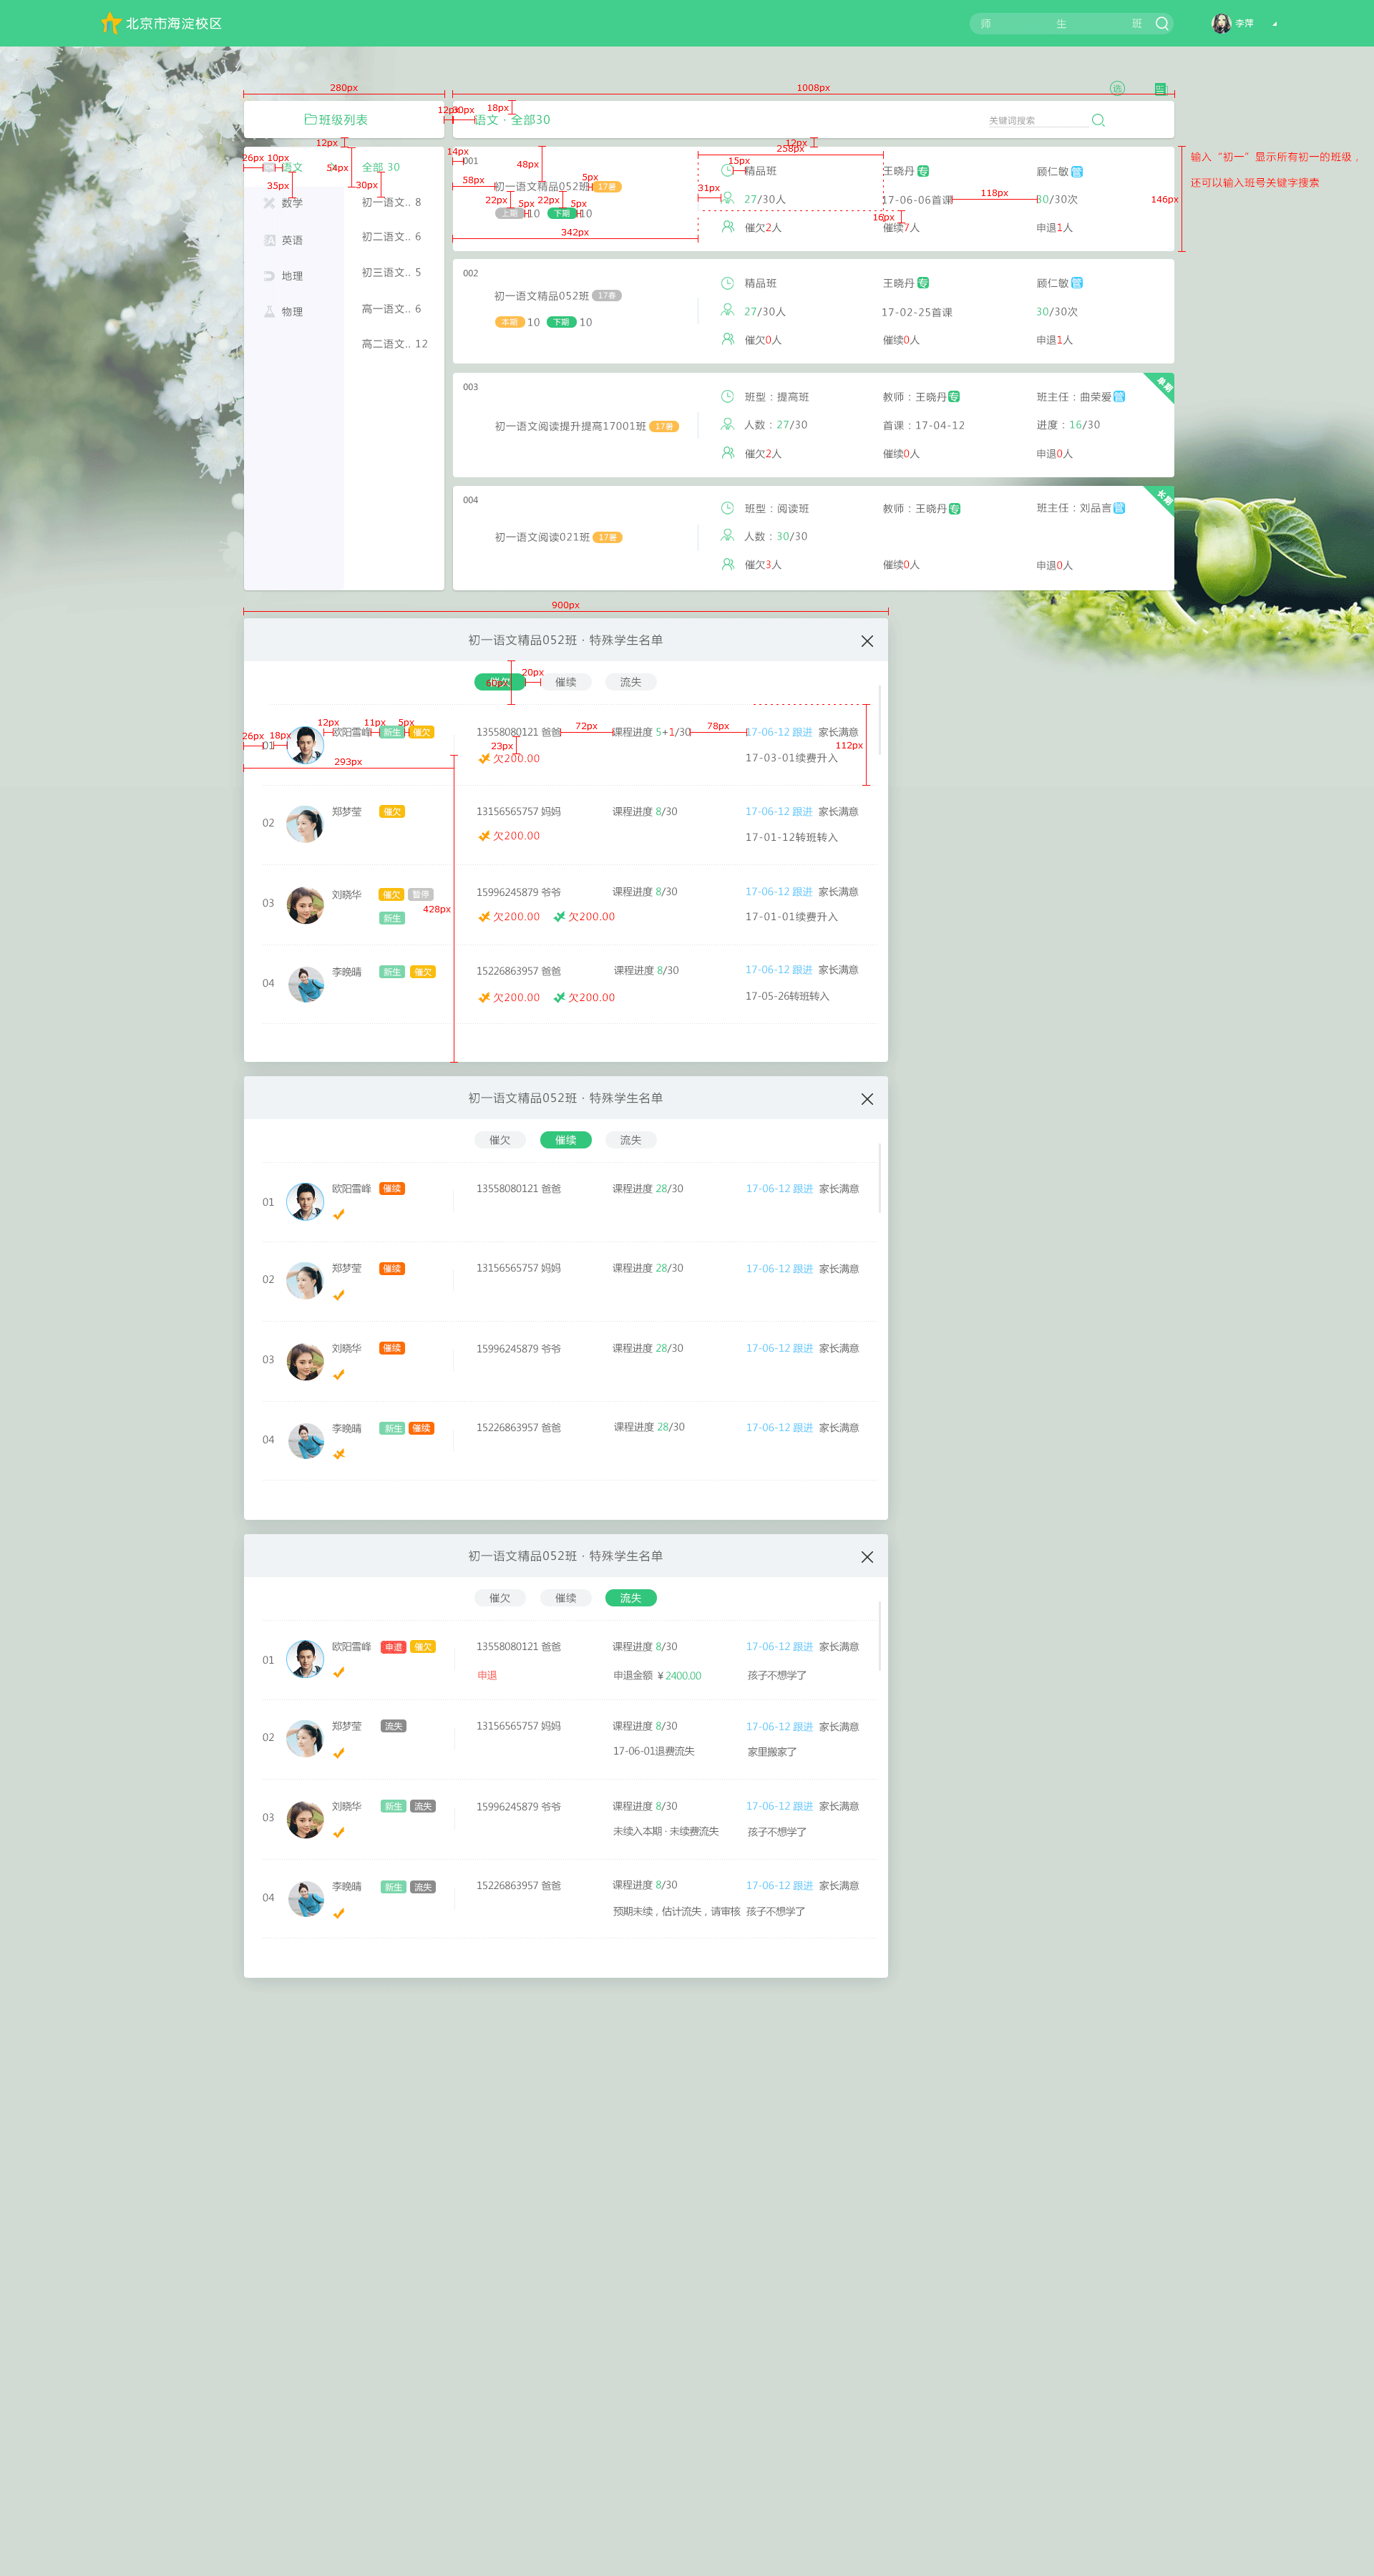 北京市海淀校区
师 生 班
李萍
280px
1008px
选
班级列表
12px
30px
18px
语文 · 全部30
关键词搜索
输入“初一”显示所有初一的班级，
还可以输入班号关键字搜索
146px
26px
10px
12px
54px
35px
30px
语文
全部 30
数学
初一语文.. 8
英语
初二语文.. 6
地理
初三语文.. 5
物理
高一语文.. 6
高二语文.. 12
14px
001
48px
58px
5px
初一语文精品052班
17暑
22px
5px
22px
5px
上期 10
下期 10
342px
12px
258px
15px
31px
118px
16px
精品班
王晓丹 专
顾仁敏 管
27/30人
17-06-06首课
30/30次
催欠2人
催续7人
申退1人
002
初一语文精品052班 17春
本期 10 下期 10
精品班
王晓丹 专
顾仁敏 管
27/30人
17-02-25首课
30/30次
催欠0人
催续0人
申退1人
003
单期
初一语文阅读提升提高17001班 17暑
班型：提高班
教师：王晓丹 专
班主任：曲荣爱 管
人数：27/30
首课：17-04-12
进度：16/30
催欠2人
催续0人
申退0人
004
长期
初一语文阅读021班 17暑
班型：阅读班
教师：王晓丹 专
班主任：刘品言 管
人数：30/30
催欠3人
催续0人
申退0人
900px
初一语文精品052班 · 特殊学生名单
60px
20px
催欠 催续 流失
26px
18px
12px
11px
5px
72px
78px
112px
23px
293px
428px
01 欧阳雪峰 新生 催欠 13558080121 爸爸 课程进度 5+1/30 17-06-12 跟进 家长满意
欠200.00 17-03-01续费升入
02 郑梦莹 催欠 13156565757 妈妈 课程进度 8/30 17-06-12 跟进 家长满意
欠200.00 17-01-12转班转入
03 刘晓华 催欠 暂停 15996245879 爷爷 课程进度 8/30 17-06-12 跟进 家长满意
新生 欠200.00 欠200.00 17-01-01续费升入
04 李晚晴 新生 催欠 15226863957 爸爸 课程进度 8/30 17-06-12 跟进 家长满意
欠200.00 欠200.00 17-05-26转班转入
初一语文精品052班 · 特殊学生名单
催欠 催续 流失
01 欧阳雪峰 催续 13558080121 爸爸 课程进度 28/30 17-06-12 跟进 家长满意
02 郑梦莹 催续 13156565757 妈妈 课程进度 28/30 17-06-12 跟进 家长满意
03 刘晓华 催续 15996245879 爷爷 课程进度 28/30 17-06-12 跟进 家长满意
04 李晚晴 新生 催续 15226863957 爸爸 课程进度 28/30 17-06-12 跟进 家长满意
初一语文精品052班 · 特殊学生名单
催欠 催续 流失
01 欧阳雪峰 申退 催欠 13558080121 爸爸 课程进度 8/30 17-06-12 跟进 家长满意
申退 申退金额 ¥2400.00 孩子不想学了
02 郑梦莹 流失 13156565757 妈妈 课程进度 8/30 17-06-12 跟进 家长满意
17-06-01退费流失 家里搬家了
03 刘晓华 新生 流失 15996245879 爷爷 课程进度 8/30 17-06-12 跟进 家长满意
未续入本期 · 未续费流失 孩子不想学了
04 李晚晴 新生 流失 15226863957 爸爸 课程进度 8/30 17-06-12 跟进 家长满意
预期未续，估计流失，请审核 孩子不想学了